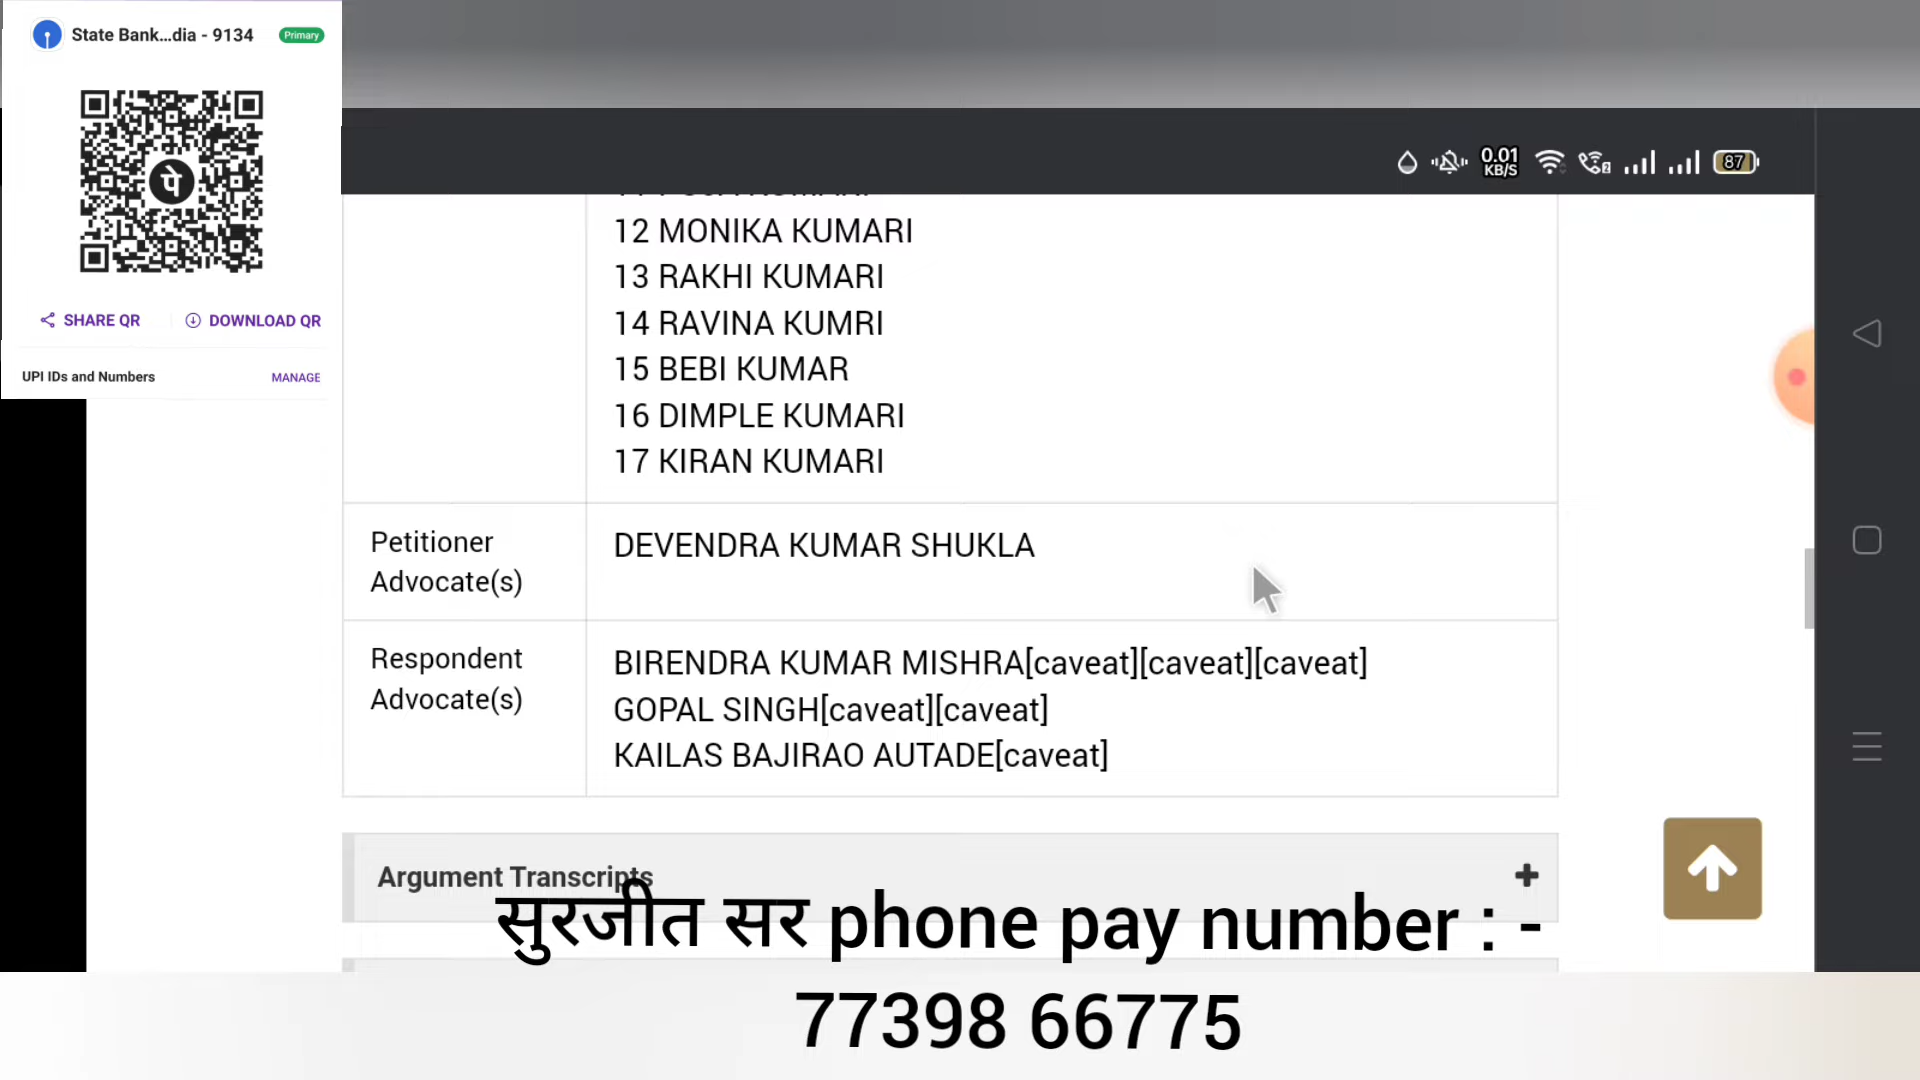 State Bank...dia - 9134
Primary
पे
SHARE QR
DOWNLOAD QR
UPI IDs and Numbers
MANAGE
0.01
KB/S
2
87
12 MONIKA KUMARI
13 RAKHI KUMARI
14 RAVINA KUMRI
15 BEBI KUMAR
16 DIMPLE KUMARI
17 KIRAN KUMARI
Petitioner
Advocate(s)
DEVENDRA KUMAR SHUKLA
Respondent
Advocate(s)
BIRENDRA KUMAR MISHRA[caveat][caveat][caveat]
GOPAL SINGH[caveat][caveat]
KAILAS BAJIRAO AUTADE[caveat]
Argument Transcripts
सुरजीत सर phone pay number : -
77398 66775